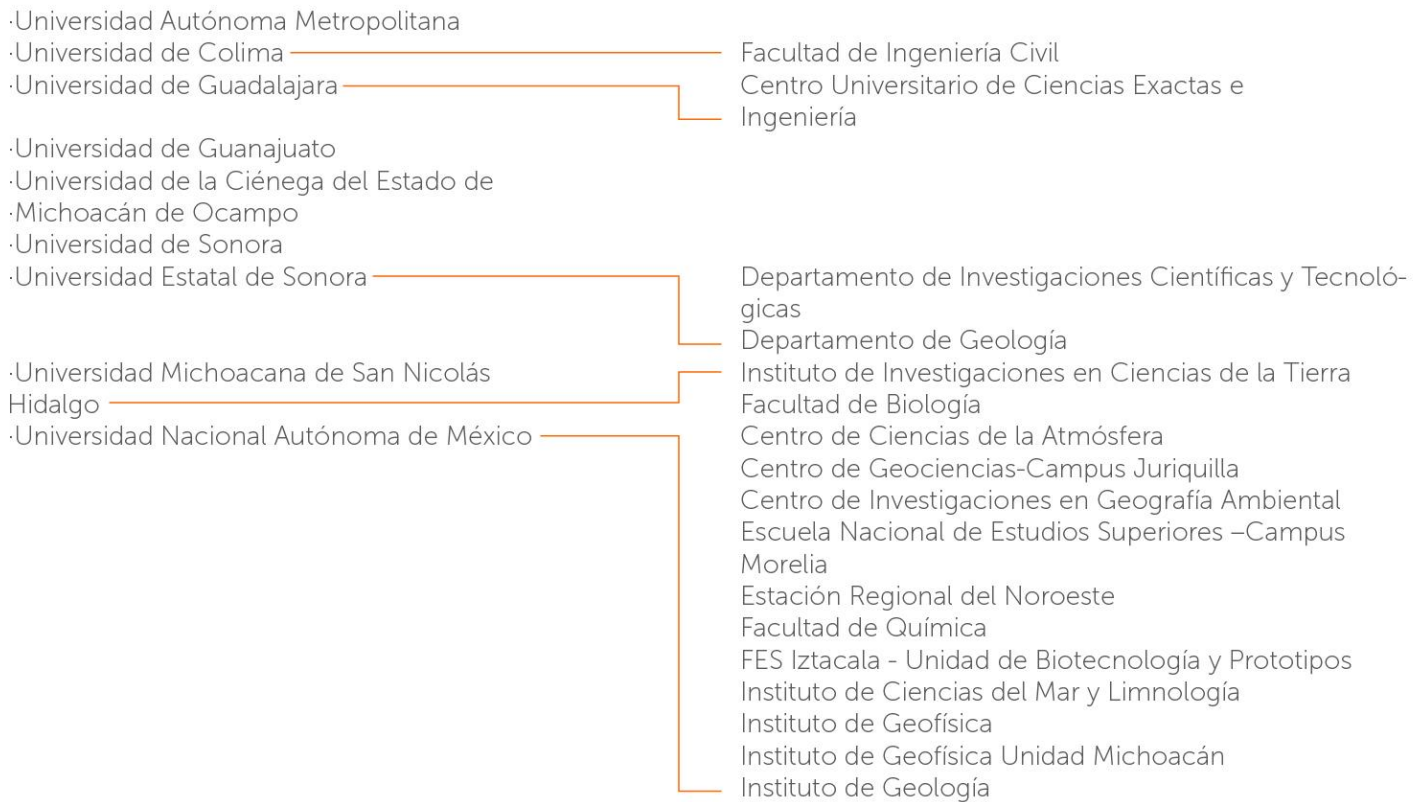 ·Universidad Autónoma Metropolitana
·Universidad de Colima
Facultad de Ingeniería Civil
·Universidad de Guadalajara
Centro Universitario de Ciencias Exactas e
Ingeniería
·Universidad de Guanajuato
·Universidad de la Ciénega del Estado de
·Michoacán de Ocampo
·Universidad de Sonora
·Universidad Estatal de Sonora
Departamento de Investigaciones Científicas y Tecnoló-
gicas
Departamento de Geología
·Universidad Michoacana de San Nicolás
Hidalgo
Instituto de Investigaciones en Ciencias de la Tierra
Facultad de Biología
·Universidad Nacional Autónoma de México
Centro de Ciencias de la Atmósfera
Centro de Geociencias-Campus Juriquilla
Centro de Investigaciones en Geografía Ambiental
Escuela Nacional de Estudios Superiores –Campus
Morelia
Estación Regional del Noroeste
Facultad de Química
FES Iztacala - Unidad de Biotecnología y Prototipos
Instituto de Ciencias del Mar y Limnología
Instituto de Geofísica
Instituto de Geofísica Unidad Michoacán
Instituto de Geología